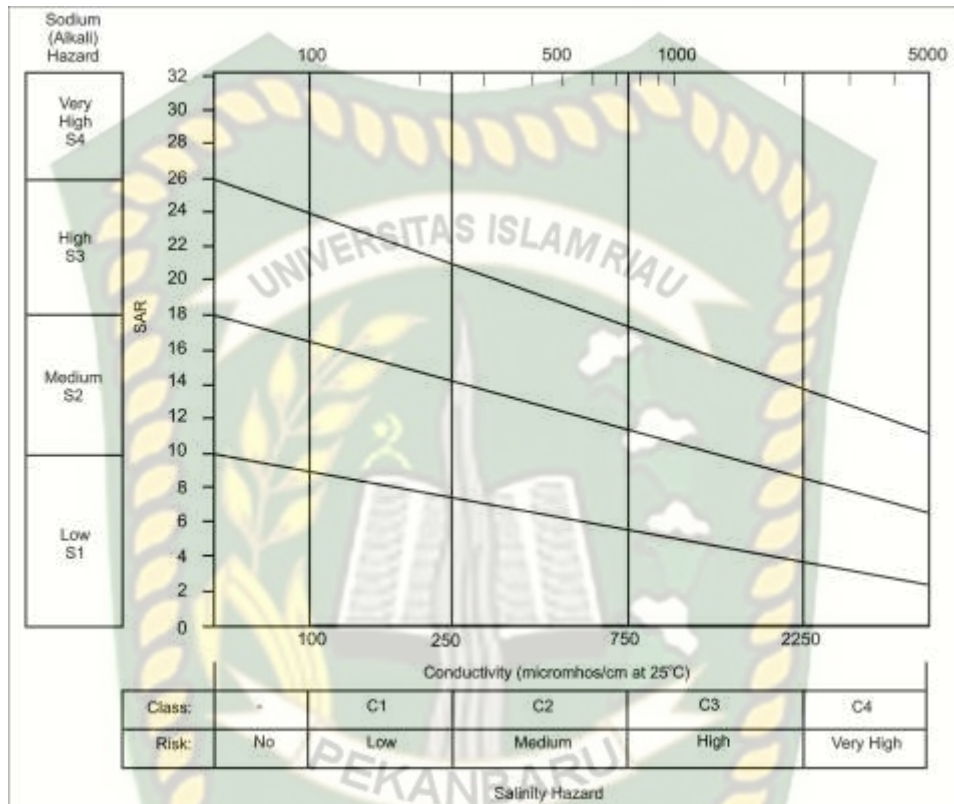 Sodium
(Alkali)
Hazard
100 500 1000 5000
Very
High
S4
High
S3
Medium
S2
Low
S1
SAR
32
30
28
26
24
22
20
18
16
14
12
10
8
6
4
2
0
UNIVERSITAS ISLAM RIAU
100 250 750 2250
Conductivity (micromhos/cm at 25°C)
Class: - C1 C2 C3 C4
Risk: No Low Medium High Very High
PEKANBARU
Salinity Hazard